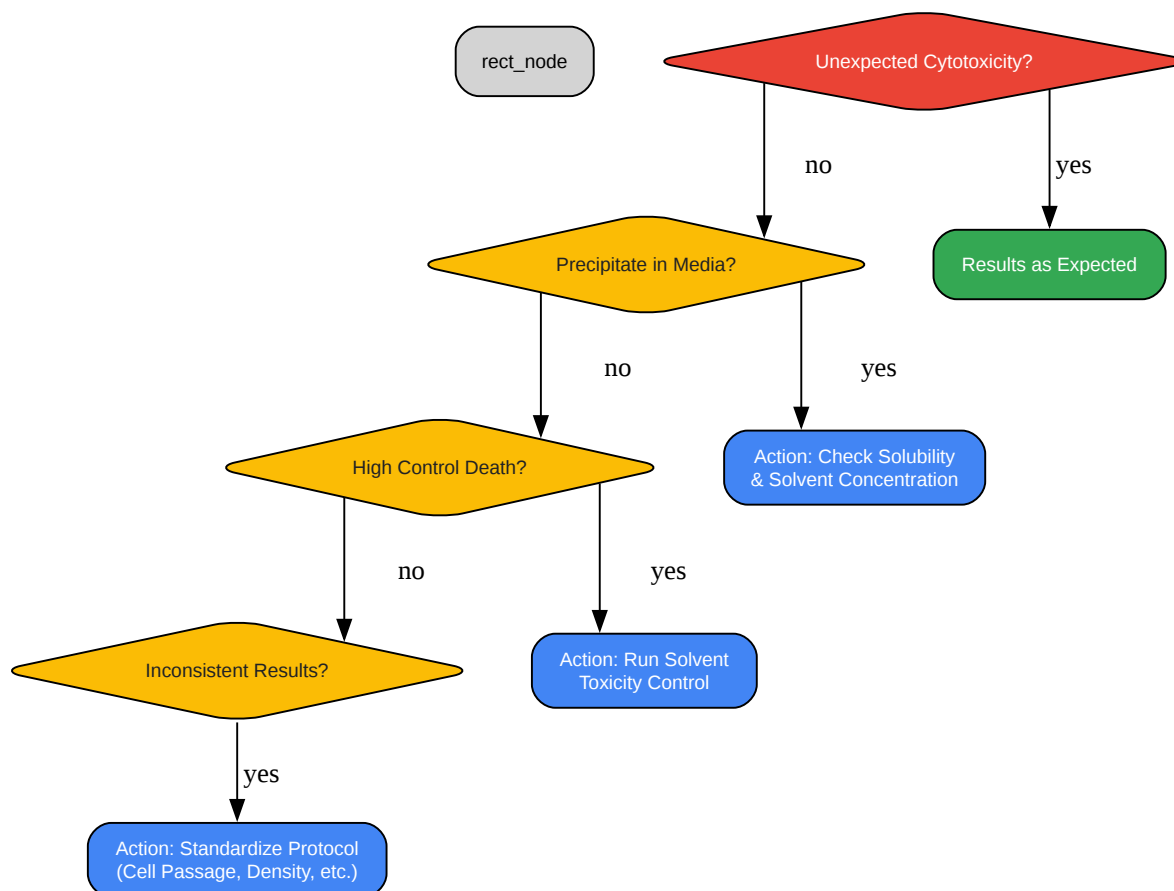 rect_node
Unexpected Cytotoxicity?
no
yes
Precipitate in Media?
Results as Expected
no
yes
High Control Death?
Action: Check Solubility
& Solvent Concentration
no
yes
Inconsistent Results?
Action: Run Solvent
Toxicity Control
yes
Action: Standardize Protocol
(Cell Passage, Density, etc.)